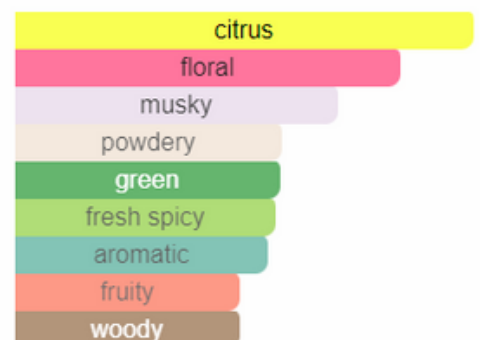 citrus
floral
musky
powdery
green
fresh spicy
aromatic
fruity
woody